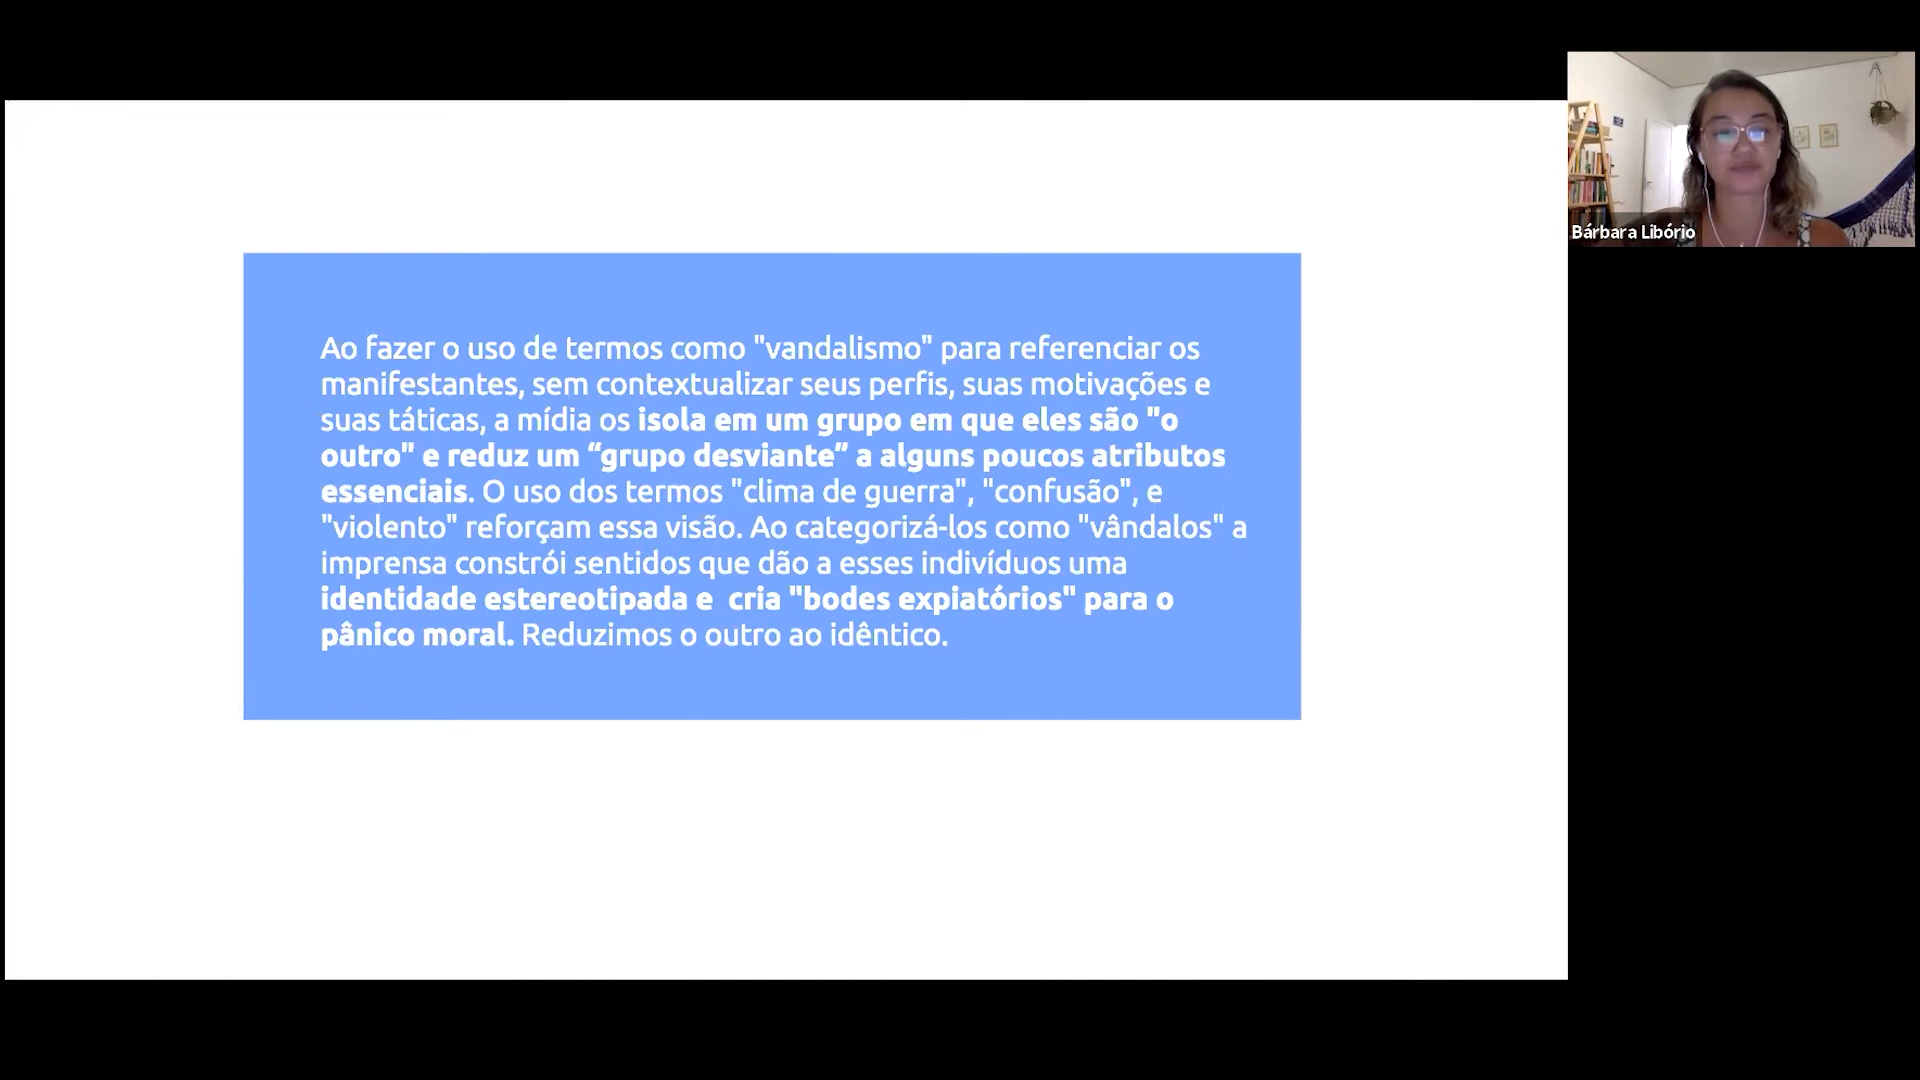 Ao fazer o uso de termos como "vandalismo" para referenciar os
manifestantes, sem contextualizar seus perfis, suas motivações e
suas táticas, a mídia os isola em um grupo em que eles são "o
outro" e reduz um “grupo desviante” a alguns poucos atributos
essenciais. O uso dos termos "clima de guerra", "confusão", e
"violento" reforçam essa visão. Ao categorizá-los como "vândalos" a
imprensa constrói sentidos que dão a esses indivíduos uma
identidade estereotipada e  cria "bodes expiatórios" para o
pânico moral. Reduzimos o outro ao idêntico.
Bárbara Libório